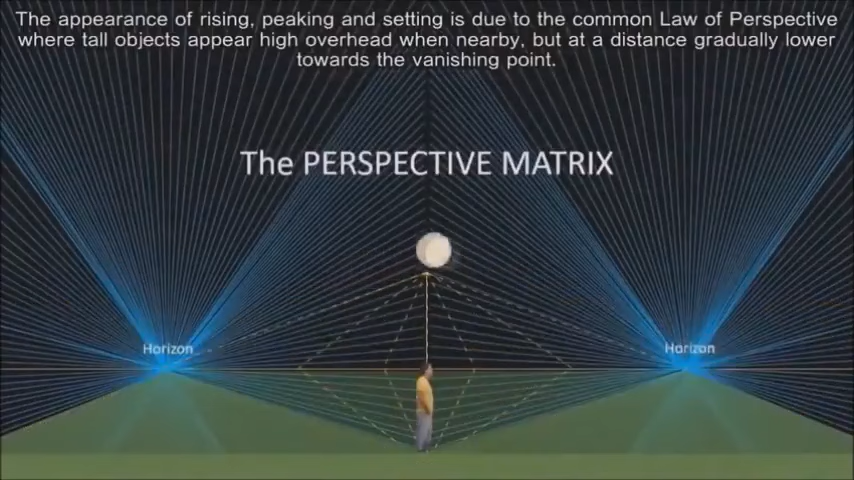 The appearance of rising, peaking and setting is due to the common Law of Perspective
where tall objects appear high overhead when nearby, but at a distance gradually lower
towards the vanishing point.
The PERSPECTIVE MATRIX
Horizon
Horizon